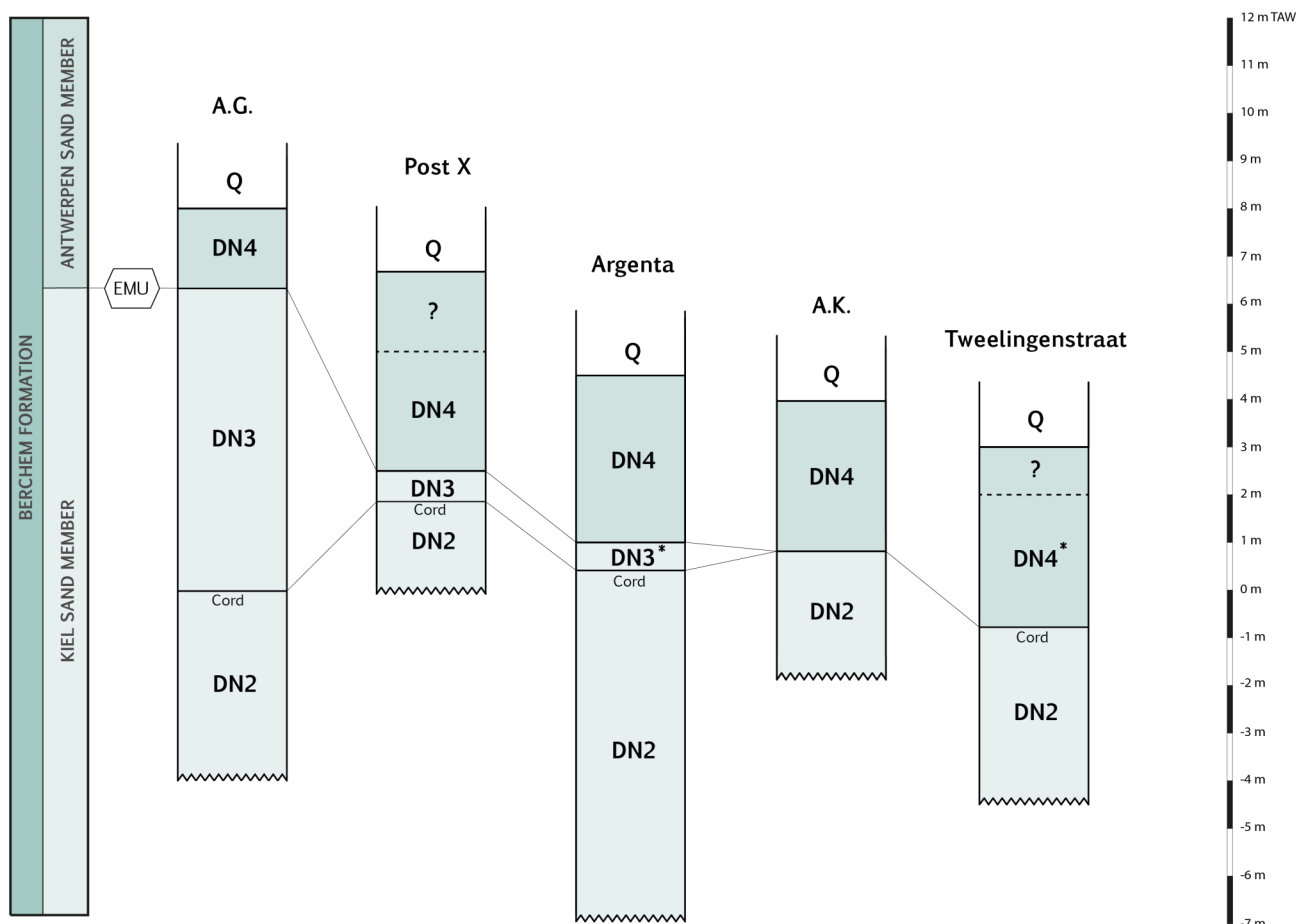 BERCHEM FORMATION
ANTWERPEN SAND MEMBER
KIEL SAND MEMBER
EMU
A.G.
Q
DN4
DN3
Cord
DN2
Post X
Q
?
DN4
DN3
Cord
DN2
Argenta
Q
DN4
DN3*
Cord
DN2
A.K.
Q
DN4
DN2
Tweelingenstraat
Q
?
DN4*
Cord
DN2
12 m TAW
11 m
10 m
9 m
8 m
7 m
6 m
5 m
4 m
3 m
2 m
1 m
0 m
-1 m
-2 m
-3 m
-4 m
-5 m
-6 m
-7 m